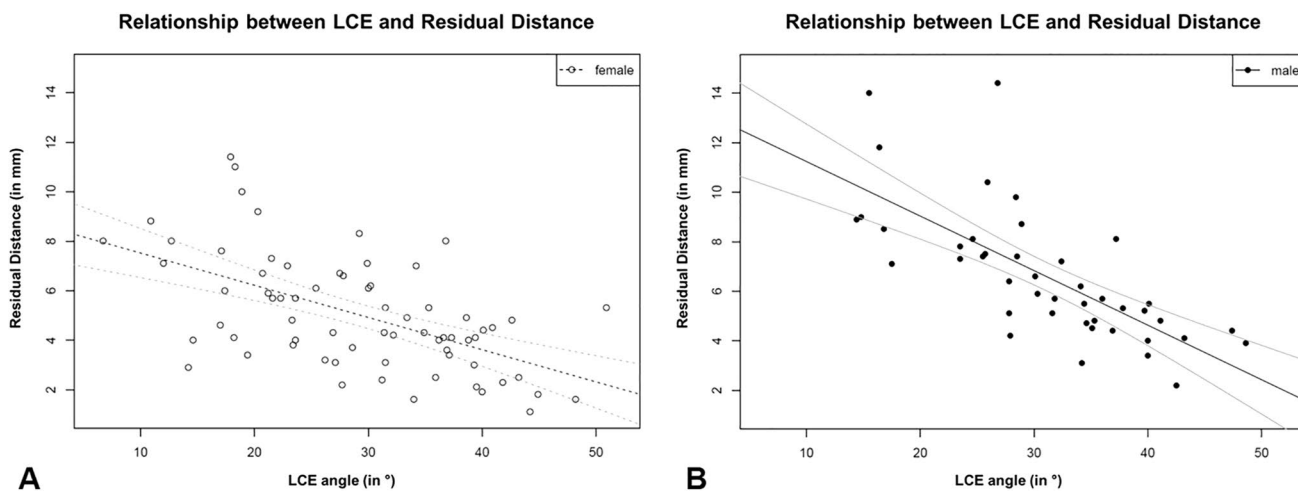 Relationship between LCE and Residual Distance
female
14
12
10
8
6
4
2
Residual Distance (in mm)
10 20 30 40 50
LCE angle (in °)
A
Relationship between LCE and Residual Distance
male
14
12
10
8
6
4
2
Residual Distance (in mm)
10 20 30 40 50
LCE angle (in °)
B